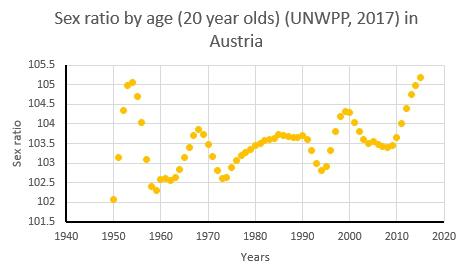 Sex ratio by age (20 year olds) (UNWPP, 2017) in
Austria
105.5
105
104.5
104
103.5
103
102.5
102
101.5
Sex ratio
1940 1950 1960 1970 1980 1990 2000 2010 2020
Years